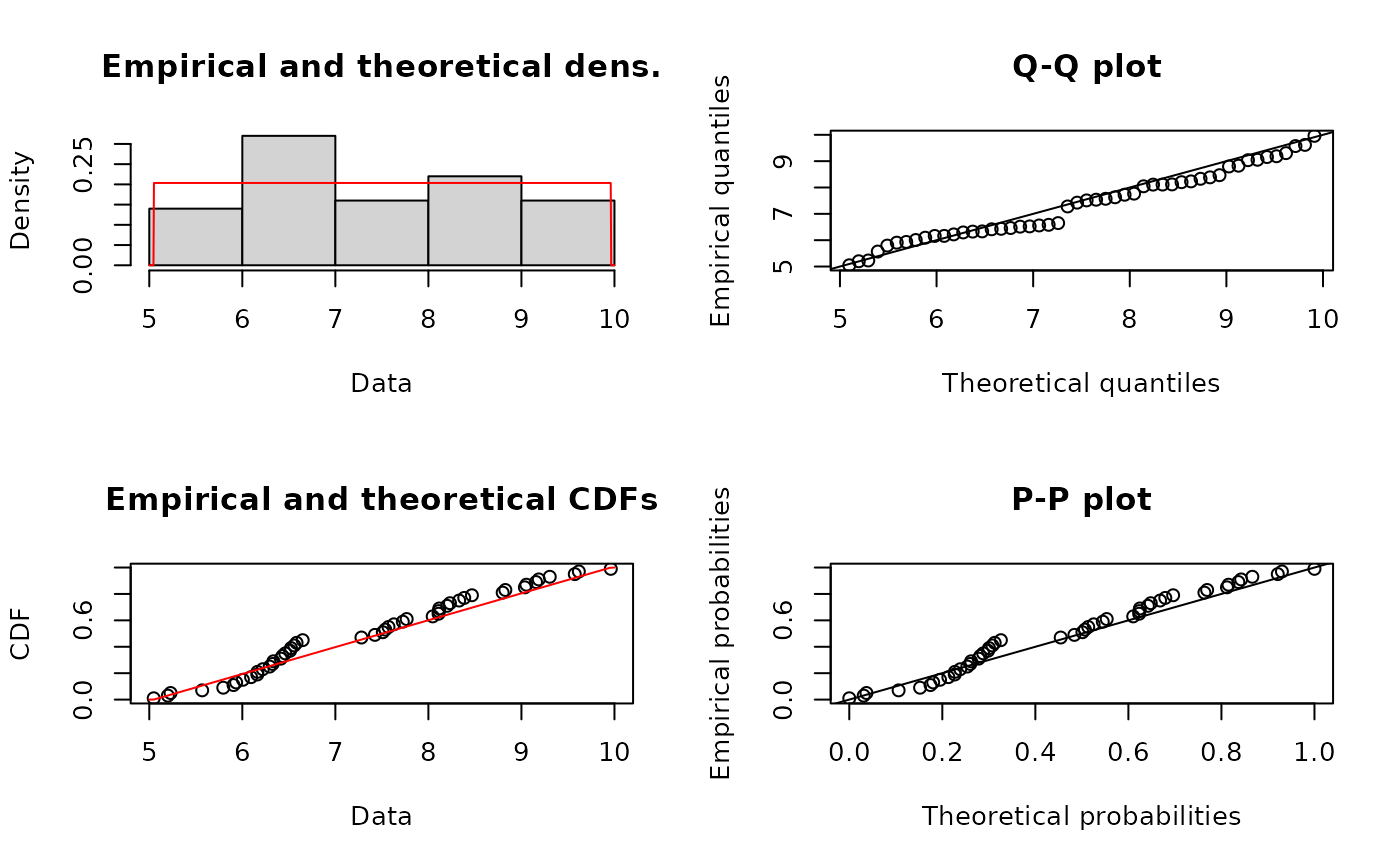 Empirical and theoretical dens.
Density
0.00
0.25
5 6 7 8 9 10
Data
Q-Q plot
Empirical quantiles
5
7
9
5 6 7 8 9 10
Theoretical quantiles
Empirical and theoretical CDFs
CDF
0.0
0.6
5 6 7 8 9 10
Data
P-P plot
Empirical probabilities
0.0
0.6
0.0 0.2 0.4 0.6 0.8 1.0
Theoretical probabilities